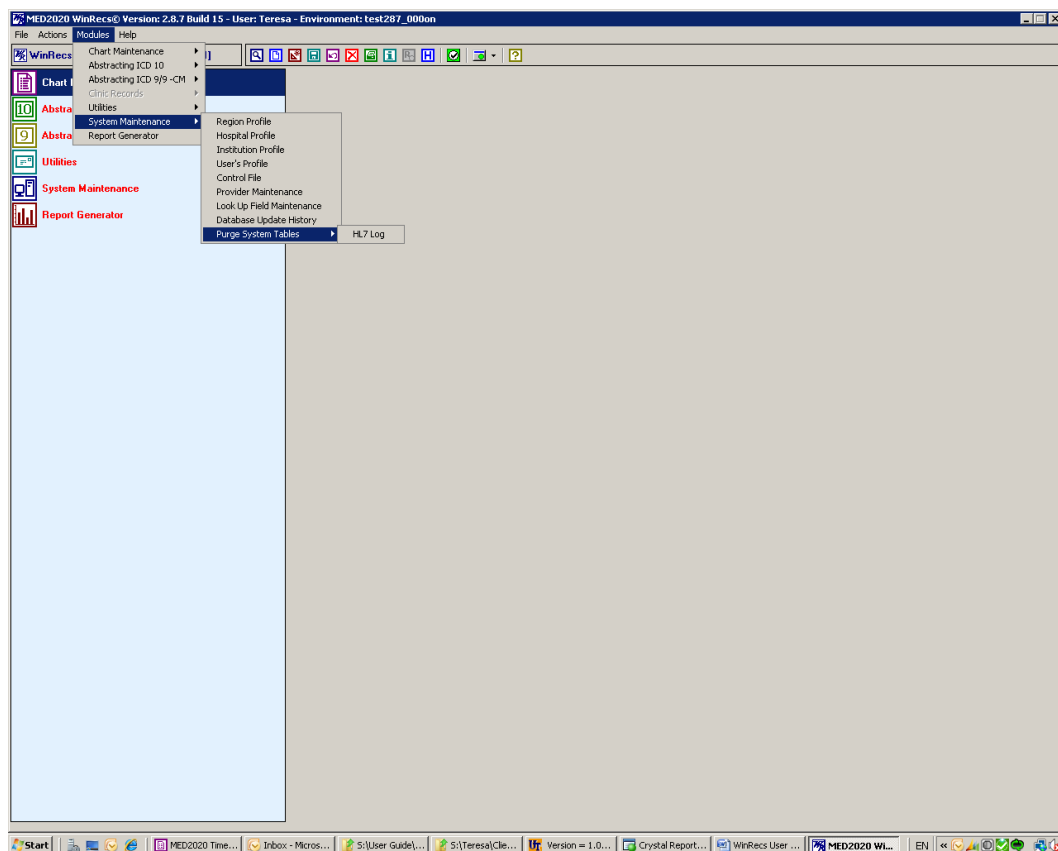 MED2020 WinRecs© Version: 2.8.7 Build 15 - User: Teresa - Environment: test287_000on
File Actions Modules Help
WinRecs
Chart Maintenance
Abstracting ICD 10
Abstracting ICD 9/9 -CM
Clinic Records
Utilities
System Maintenance
Report Generator
Region Profile
Hospital Profile
Institution Profile
User's Profile
Control File
Provider Maintenance
Look Up Field Maintenance
Database Update History
Purge System Tables
HL7 Log
Chart
10 Abstra
9 Abstra
Utilities
System Maintenance
Report Generator
Start MED2020 Time... Inbox - Micros... S:\User Guide\... S:\Teresa\Clie... Version = 1.0... Crystal Report... WinRecs User ... MED2020 Wi... EN «